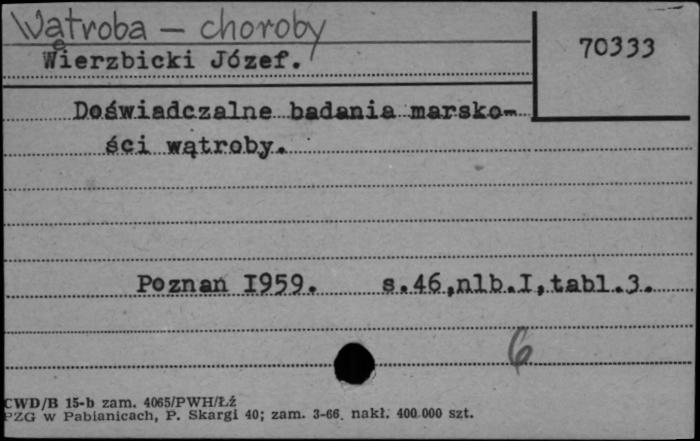 Wątroba — choroby
Wierzbicki Józef.
70333
Doświadczalne badania marsko-
ści wątroby.
Poznań I959. s.46,nlb.I,tabl.3.
6
CWD/B 15-b zam. 4065/PWH/Łź
PZG w Pabianicach, P. Skargi 40; zam. 3-66. nakł. 400.000 szt.